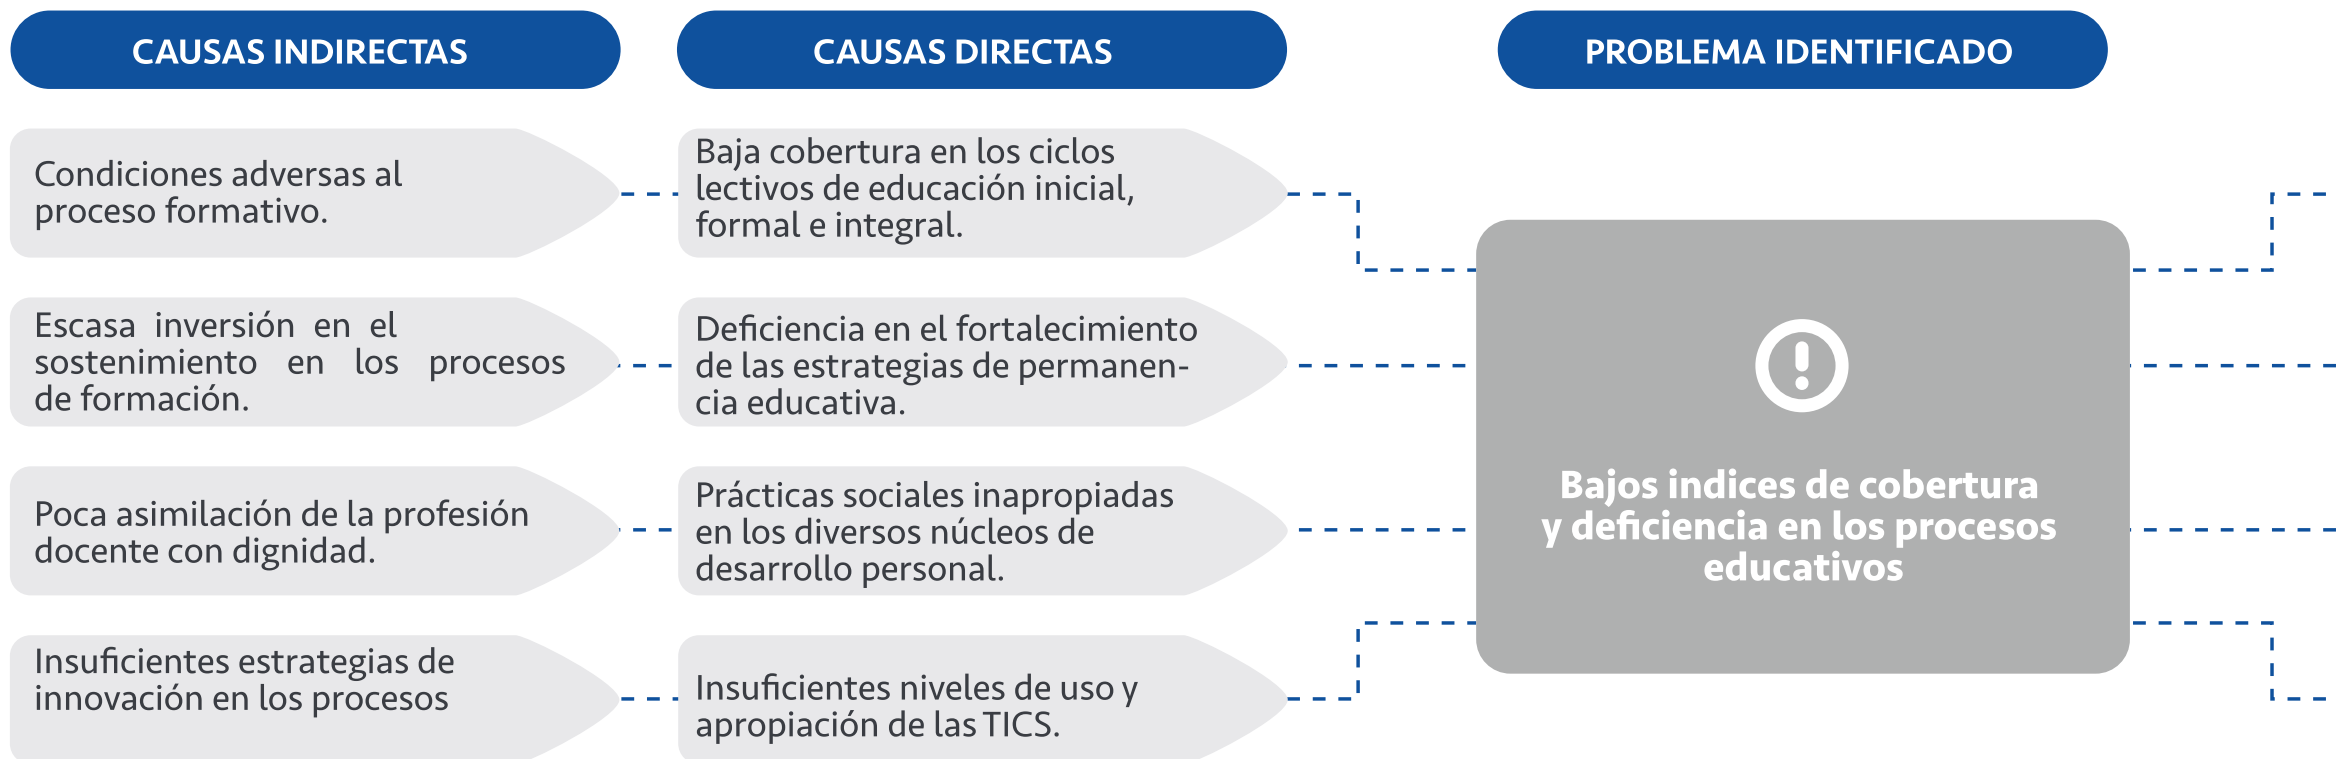 CAUSAS INDIRECTAS
CAUSAS DIRECTAS
PROBLEMA IDENTIFICADO
Condiciones adversas al
proceso formativo.
Baja cobertura en los ciclos
lectivos de educación inicial,
formal e integral.
Escasa inversión en el
sostenimiento en los procesos
de formación.
Deficiencia en el fortalecimiento
de las estrategias de permanen-
cia educativa.
Poca asimilación de la profesión
docente con dignidad.
Prácticas sociales inapropiadas
en los diversos núcleos de
desarrollo personal.
Insuficientes estrategias de
innovación en los procesos
Insuficientes niveles de uso y
apropiación de las TICS.
Bajos indices de cobertura
y deficiencia en los procesos
educativos